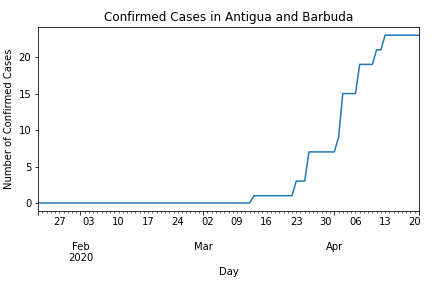 Confirmed Cases in Antigua and Barbuda
Number of Confirmed Cases
20
15
10
5
0
27 03 10 17 24 02 09 16 23 30 06 13 20
Feb Mar Apr
2020
Day